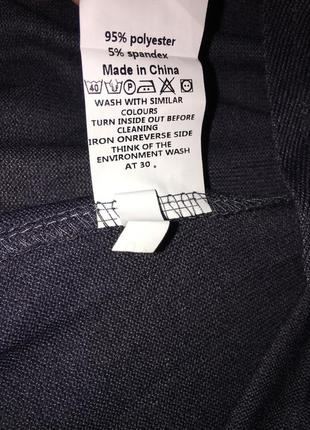 95% polyester
5% spandex
Made in China
40 P
WASH WITH SIMILAR
COLOURS
TURN INSIDE OUT BEFORE
CLEANING
IRON ONREVERSE SIDE
THINK OF THE
ENVIRONMENT WASH
AT 30 。